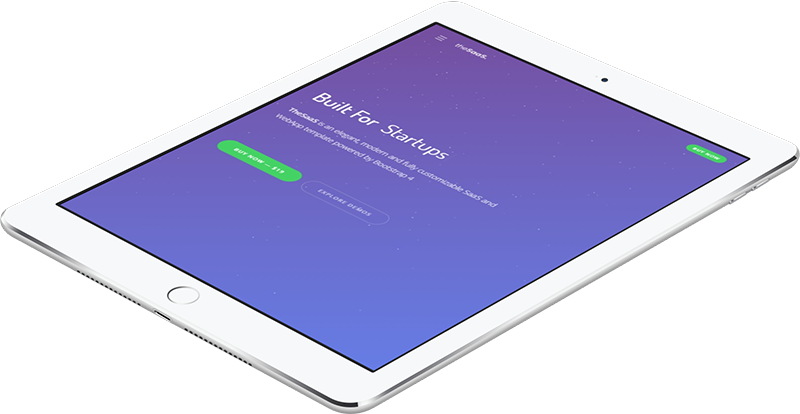 theSaaS.
BUY NOW
Built For Startups
TheSaaS is an elegant, modern and fully customizable SaaS and
WebApp template powered by Bootstrap 4
BUY NOW — $19
EXPLORE DEMOS